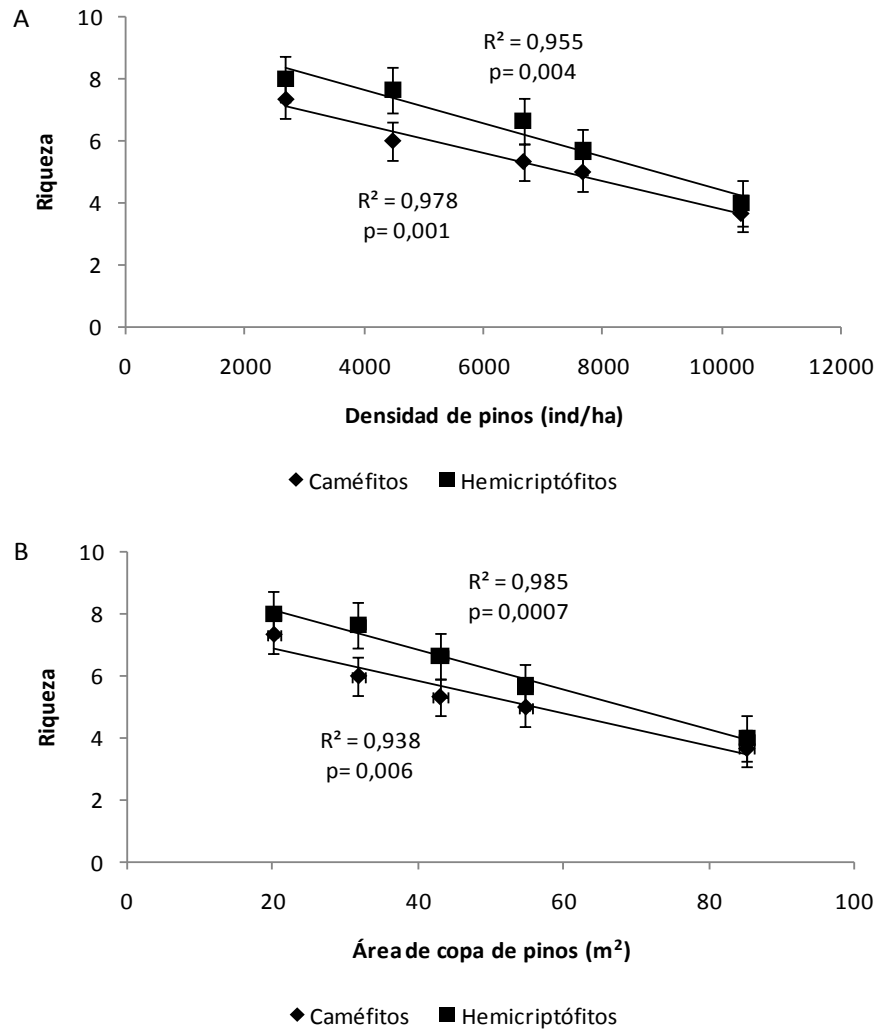 A
10
8
6
4
2
0
Riqueza
R² = 0,955
p= 0,004
R² = 0,978
p= 0,001
0 2000 4000 6000 8000 10000 12000
Densidad de pinos (ind/ha)
Caméfitos Hemicriptófitos
B
10
8
6
4
2
0
Riqueza
R² = 0,985
p= 0,0007
R² = 0,938
p= 0,006
0 20 40 60 80 100
Área de copa de pinos (m²)
Caméfitos Hemicriptófitos